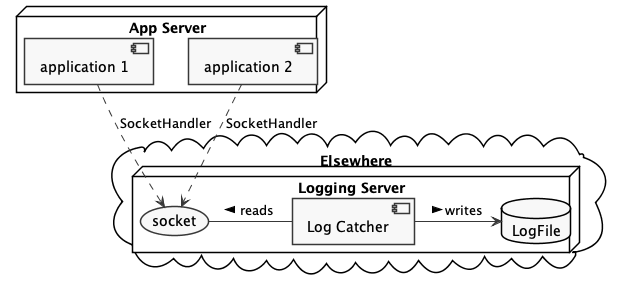 App Server
application 1
application 2
SocketHandler
SocketHandler
Elsewhere
Logging Server
socket
◄ reads
Log Catcher
► writes
LogFile